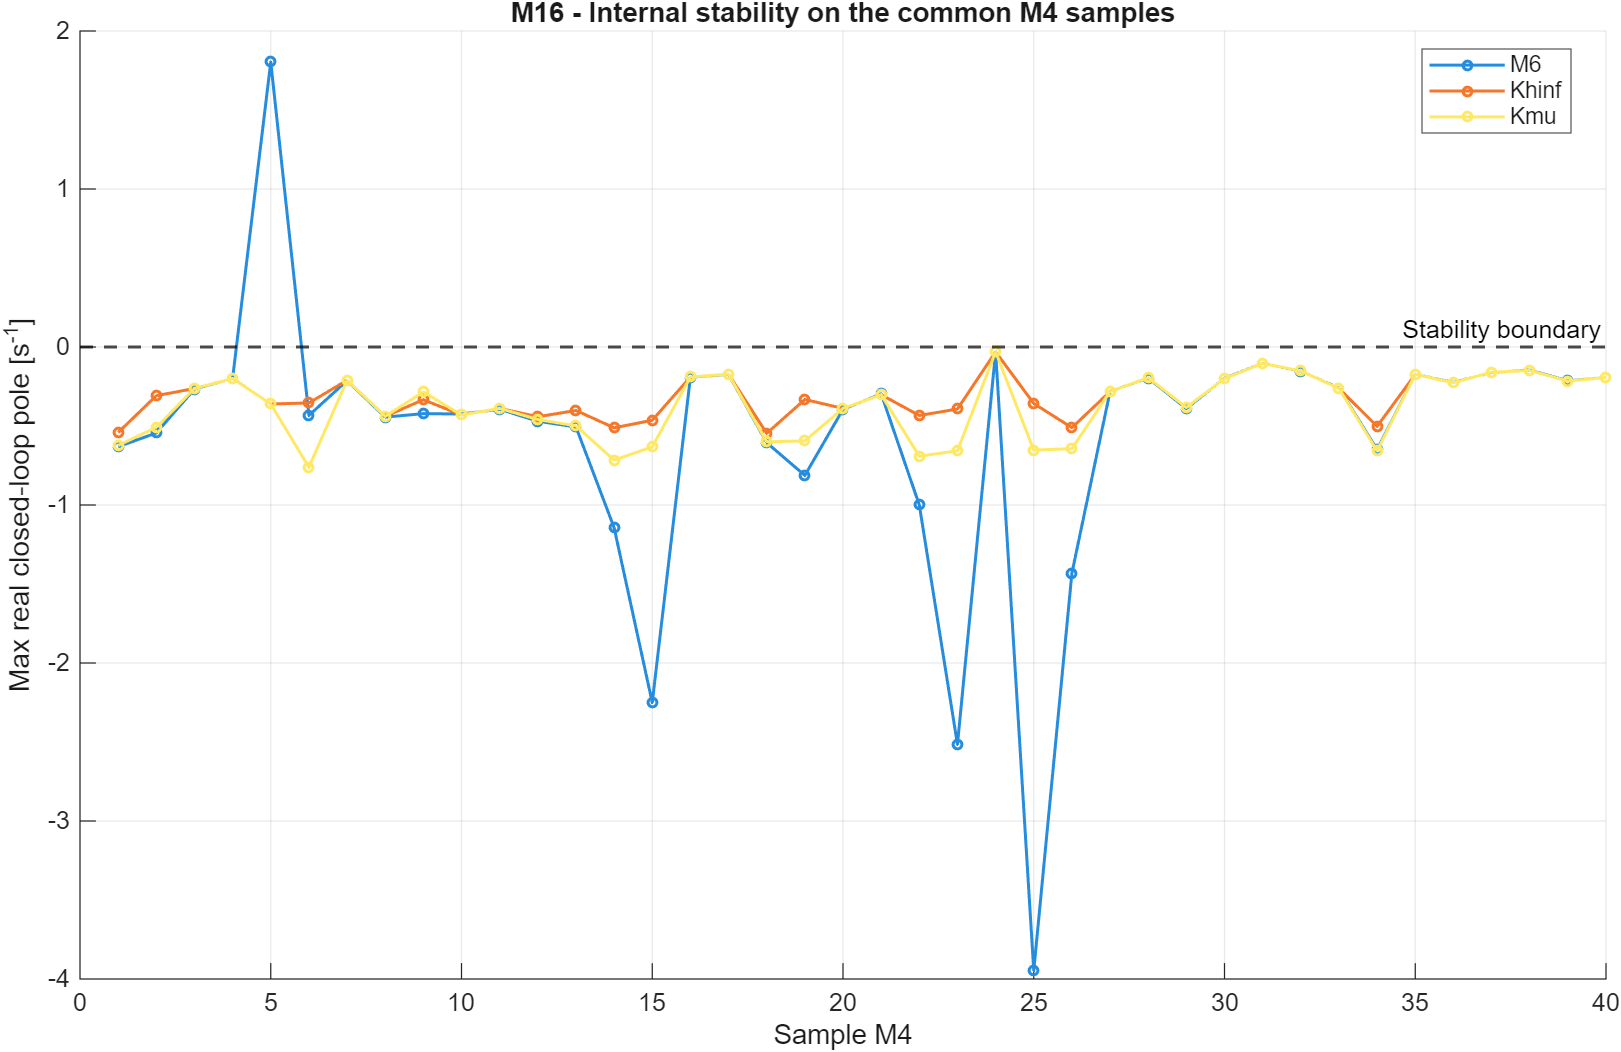 M16 - Internal stability on the common M4 samples
M6
Khinf
Kmu
Stability boundary
Max real closed-loop pole [s⁻¹]
2
1
0
-1
-2
-3
-4
0 5 10 15 20 25 30 35 40
Sample M4